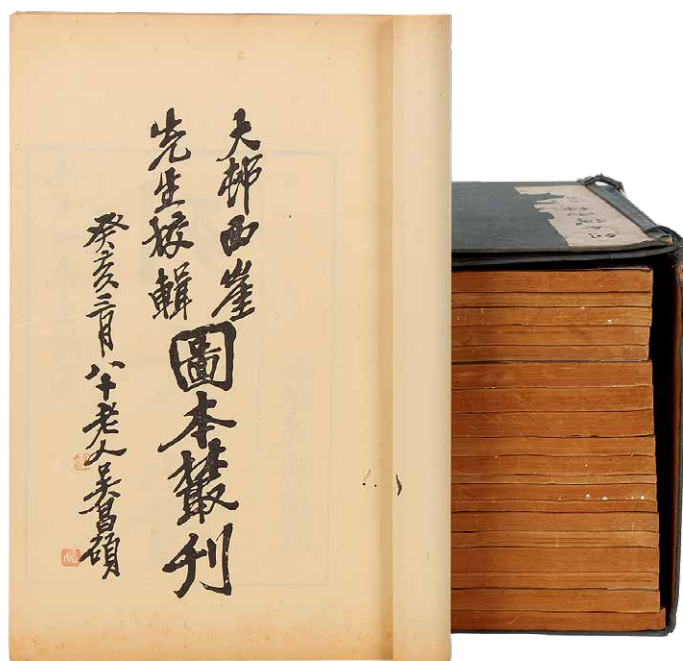 大邨西崖
先生校輯
圖本叢刊
癸亥三月八十老人吳昌碩